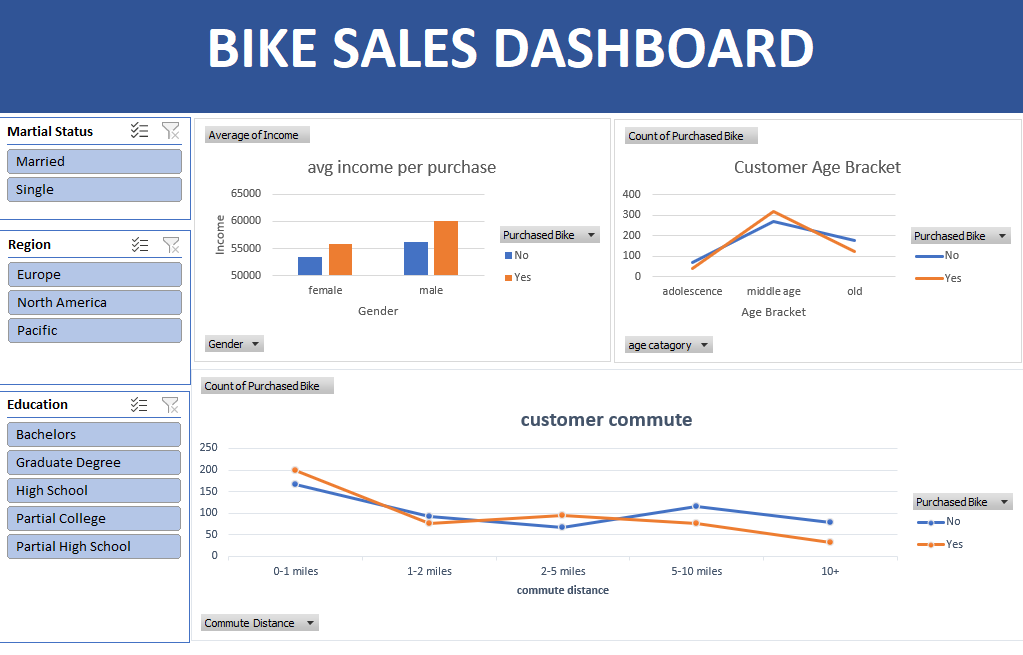 BIKE SALES DASHBOARD
Martial Status
Married
Single
Region
Europe
North America
Pacific
Education
Bachelors
Graduate Degree
High School
Partial College
Partial High School
Average of Income
avg income per purchase
65000
60000
55000
50000
Income
female
male
Gender
Purchased Bike
No
Yes
Gender
Count of Purchased Bike
Customer Age Bracket
400
300
200
100
0
adolescence
middle age
old
Age Bracket
Purchased Bike
No
Yes
age catagory
Count of Purchased Bike
customer commute
250
200
150
100
50
0
0-1 miles
1-2 miles
2-5 miles
5-10 miles
10+
commute distance
Purchased Bike
No
Yes
Commute Distance